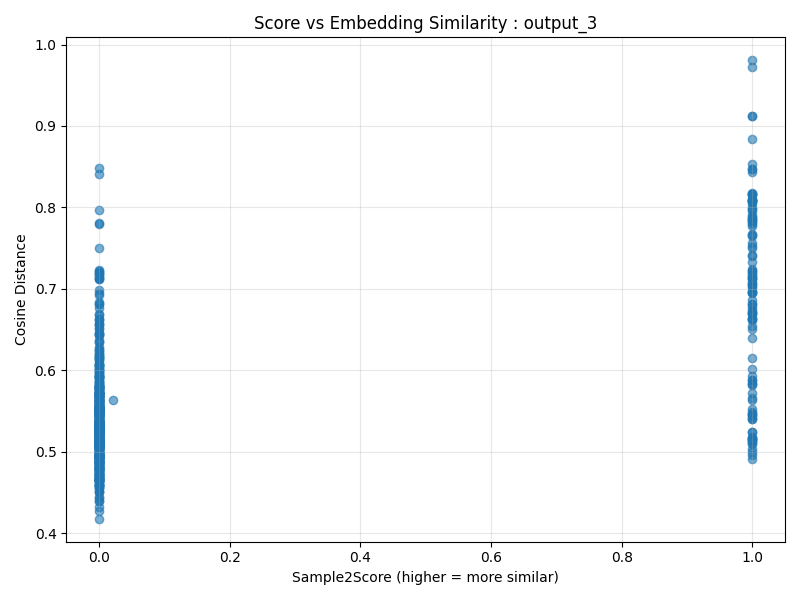 Score vs Embedding Similarity : output_3
Cosine Distance
1.0
0.9
0.8
0.7
0.6
0.5
0.4
0.0 0.2 0.4 0.6 0.8 1.0
Sample2Score (higher = more similar)